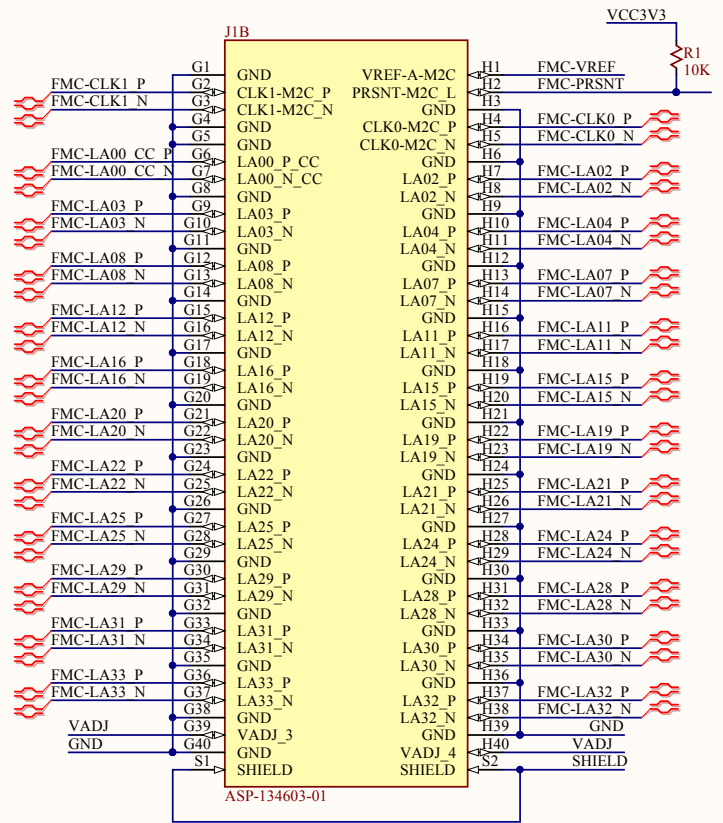 VCC3V3
J1B
R1
10K
G1 GND VREF-A-M2C H1 FMC-VREF
FMC-CLK1_P G2 CLK1-M2C_P PRSNT-M2C_L H2 FMC-PRSNT
FMC-CLK1_N G3 CLK1-M2C_N GND H3
G4 GND CLK0-M2C_P H4 FMC-CLK0_P
G5 GND CLK0-M2C_N H5 FMC-CLK0_N
FMC-LA00_CC_P G6 LA00_P_CC GND H6
FMC-LA00_CC_N G7 LA00_N_CC LA02_P H7 FMC-LA02_P
G8 GND LA02_N H8 FMC-LA02_N
FMC-LA03_P G9 LA03_P GND H9
FMC-LA03_N G10 LA03_N LA04_P H10 FMC-LA04_P
G11 GND LA04_N H11 FMC-LA04_N
FMC-LA08_P G12 LA08_P GND H12
FMC-LA08_N G13 LA08_N LA07_P H13 FMC-LA07_P
G14 GND LA07_N H14 FMC-LA07_N
FMC-LA12_P G15 LA12_P GND H15
FMC-LA12_N G16 LA12_N LA11_P H16 FMC-LA11_P
G17 GND LA11_N H17 FMC-LA11_N
FMC-LA16_P G18 LA16_P GND H18
FMC-LA16_N G19 LA16_N LA15_P H19 FMC-LA15_P
G20 GND LA15_N H20 FMC-LA15_N
FMC-LA20_P G21 LA20_P GND H21
FMC-LA20_N G22 LA20_N LA19_P H22 FMC-LA19_P
G23 GND LA19_N H23 FMC-LA19_N
FMC-LA22_P G24 LA22_P GND H24
FMC-LA22_N G25 LA22_N LA21_P H25 FMC-LA21_P
G26 GND LA21_N H26 FMC-LA21_N
FMC-LA25_P G27 LA25_P GND H27
FMC-LA25_N G28 LA25_N LA24_P H28 FMC-LA24_P
G29 GND LA24_N H29 FMC-LA24_N
FMC-LA29_P G30 LA29_P GND H30
FMC-LA29_N G31 LA29_N LA28_P H31 FMC-LA28_P
G32 GND LA28_N H32 FMC-LA28_N
FMC-LA31_P G33 LA31_P GND H33
FMC-LA31_N G34 LA31_N LA30_P H34 FMC-LA30_P
G35 GND LA30_N H35 FMC-LA30_N
FMC-LA33_P G36 LA33_P GND H36
FMC-LA33_N G37 LA33_N LA32_P H37 FMC-LA32_P
G38 GND LA32_N H38 FMC-LA32_N
VADJ G39 VADJ_3 GND H39 GND
GND G40 GND VADJ_4 H40 VADJ
S1 SHIELD SHIELD S2 SHIELD
ASP-134603-01